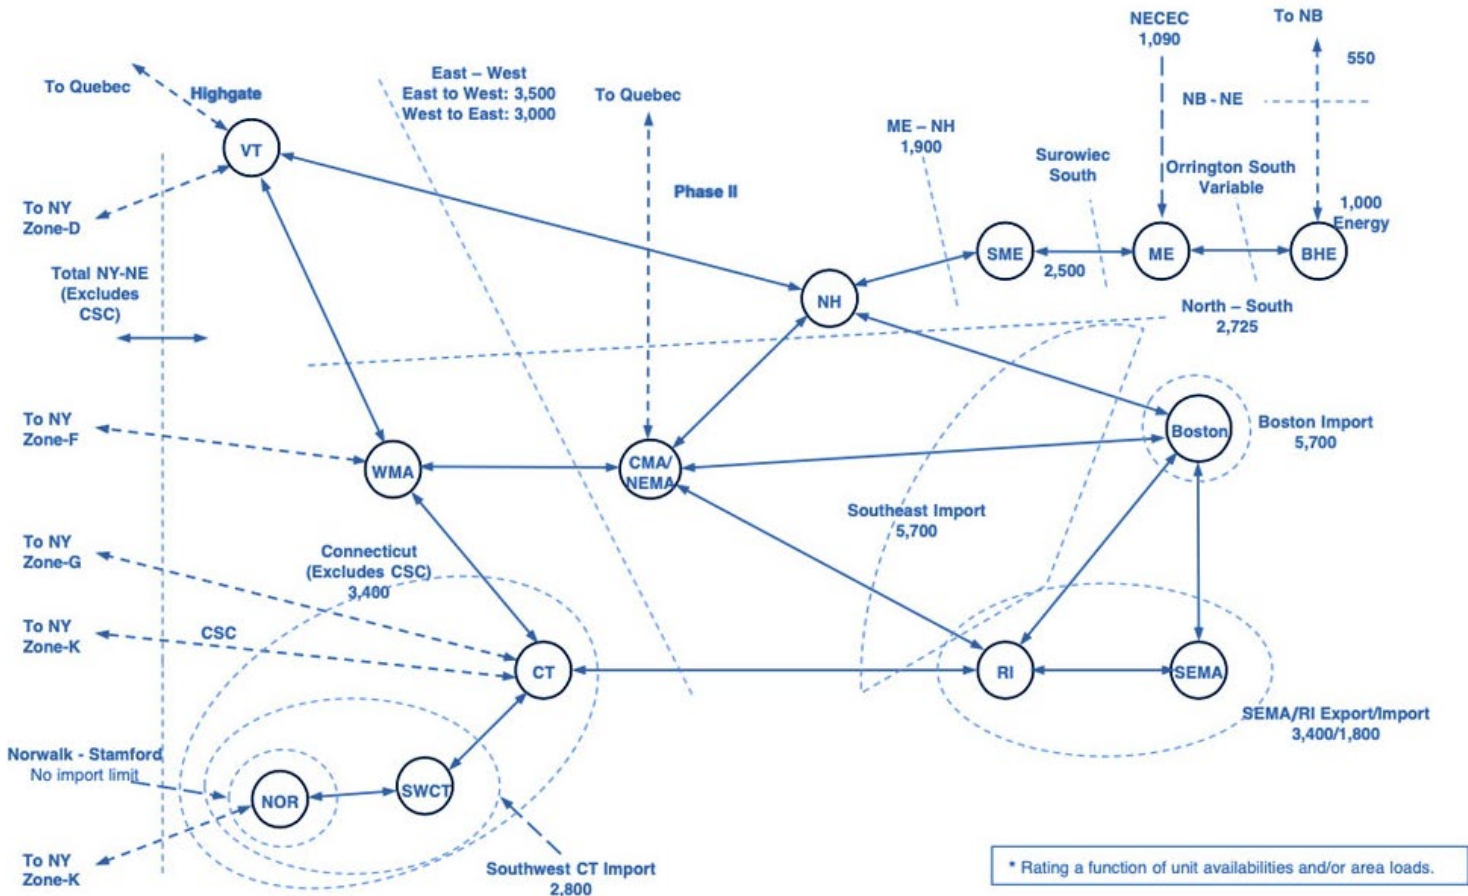 NECEC
1,090
To NB
550
NB - NE
To Quebec
Highgate
East – West
East to West: 3,500
West to East: 3,000
To Quebec
ME – NH
1,900
Surowiec
South
Orrington South
Variable
VT
Phase II
1,000
Energy
To NY
Zone-D
SME
2,500
ME
BHE
Total NY-NE
(Excludes
CSC)
NH
North – South
2,725
To NY
Zone-F
WMA
CMA/
NEMA
Boston
Boston Import
5,700
Southeast Import
5,700
To NY
Zone-G
Connecticut
(Excludes CSC)
3,400
To NY
Zone-K
CSC
CT
RI
SEMA
SEMA/RI Export/Import
3,400/1,800
Norwalk - Stamford
No import limit
NOR
SWCT
To NY
Zone-K
Southwest CT Import
2,800
* Rating a function of unit availabilities and/or area loads.